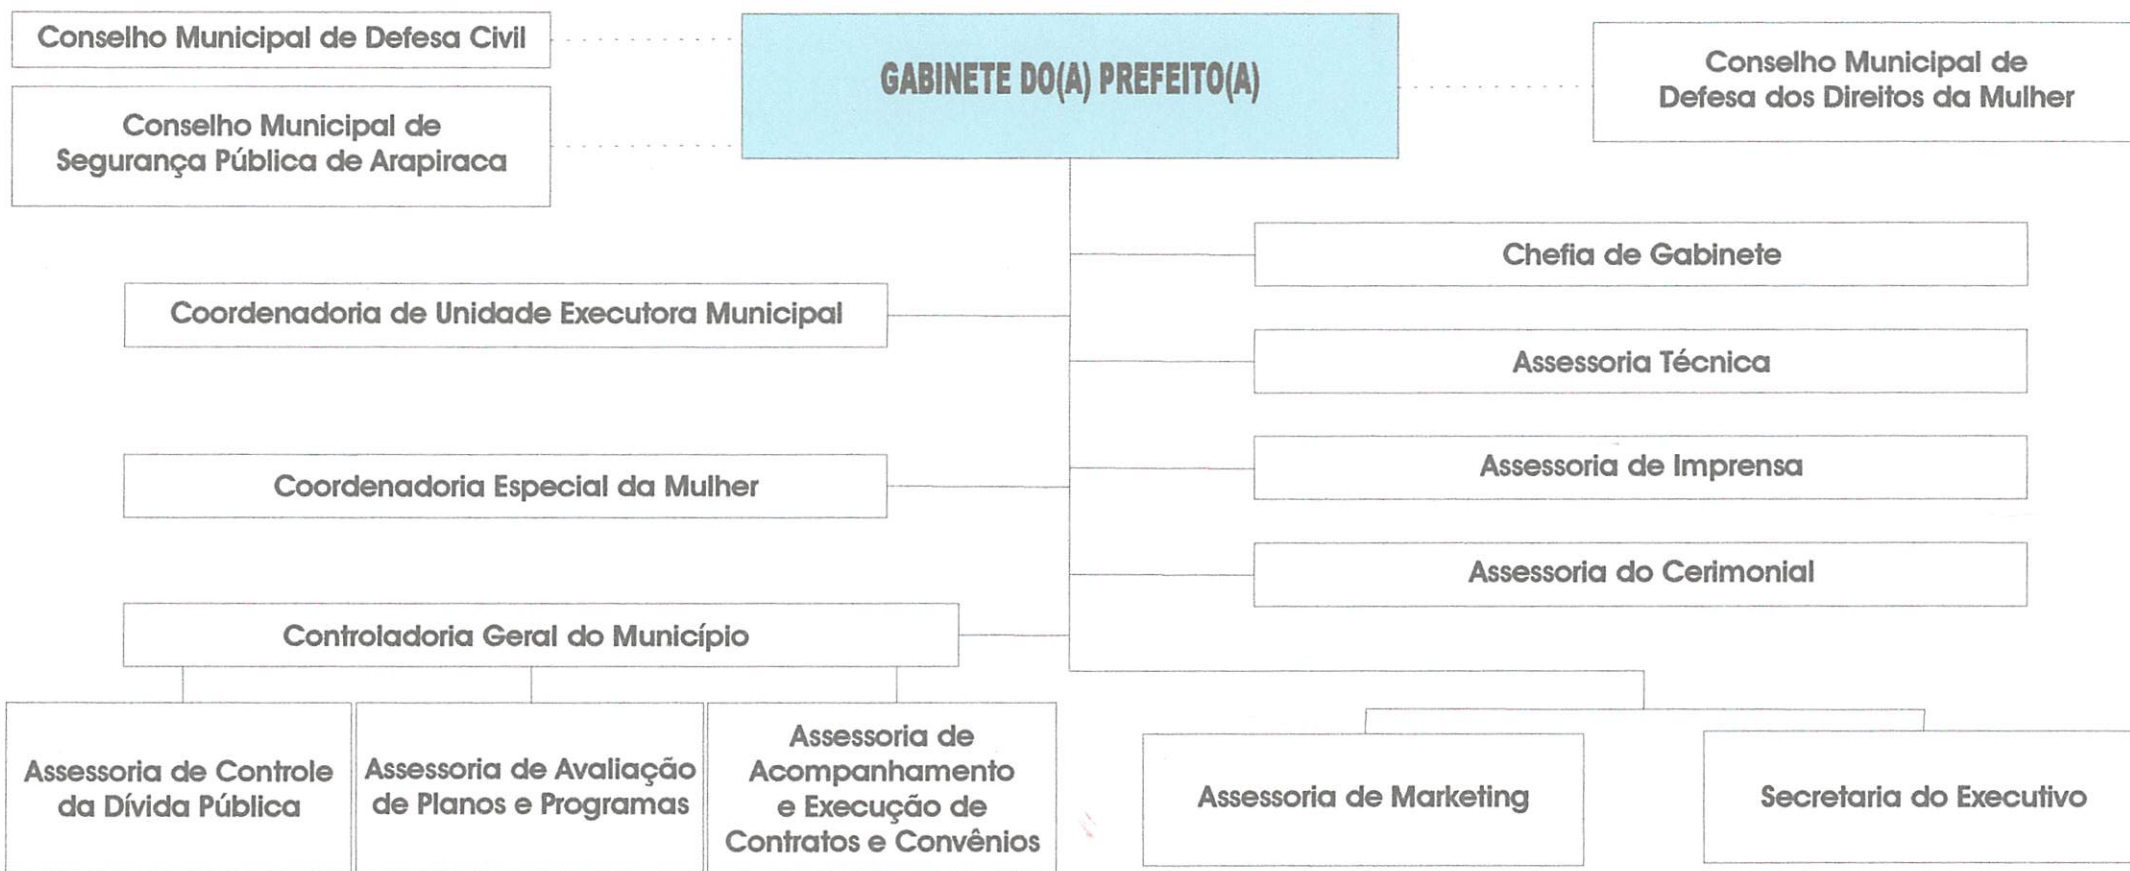 Conselho Municipal de Defesa Civil
GABINETE DO(A) PREFEITO(A)
Conselho Municipal de
Defesa dos Direitos da Mulher
Conselho Municipal de
Segurança Pública de Arapiraca
Chefia de Gabinete
Coordenadoria de Unidade Executora Municipal
Assessoria Técnica
Assessoria de Imprensa
Coordenadoria Especial da Mulher
Assessoria do Cerimonial
Controladoria Geral do Município
Assessoria de Controle
da Dívida Pública
Assessoria de Avaliação
de Planos e Programas
Assessoria de
Acompanhamento
e Execução de
Contratos e Convênios
Assessoria de Marketing
Secretaria do Executivo